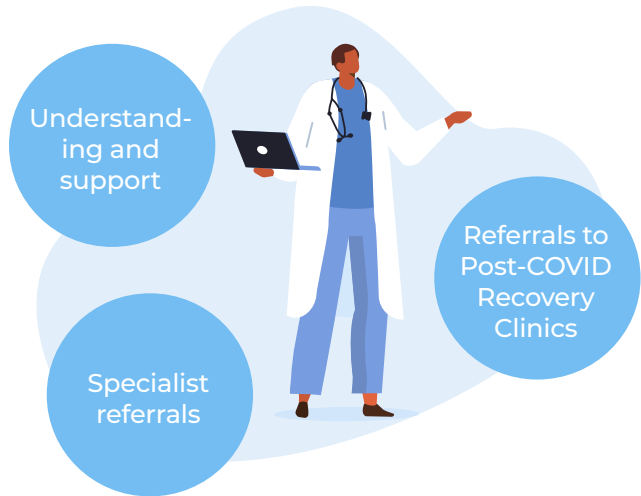 Understand-
ing and
support
Referrals to
Post-COVID
Recovery
Clinics
Specialist
referrals